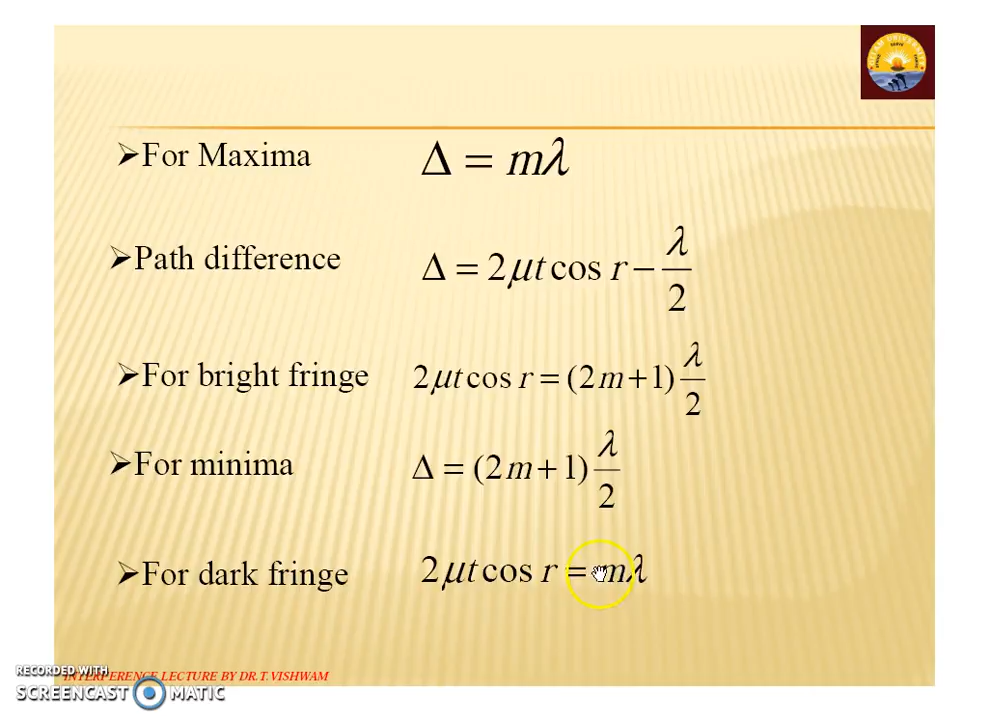 ➢For Maxima Δ = mλ
➢Path difference Δ = 2μt cos r − λ/2
➢For bright fringe 2μt cos r = (2m+1) λ/2
➢For minima Δ = (2m+1) λ/2
➢For dark fringe 2μt cos r = mλ
INTERFERENCE LECTURE BY DR.T.VISHWAM
RECORDED WITH
SCREENCAST MATIC